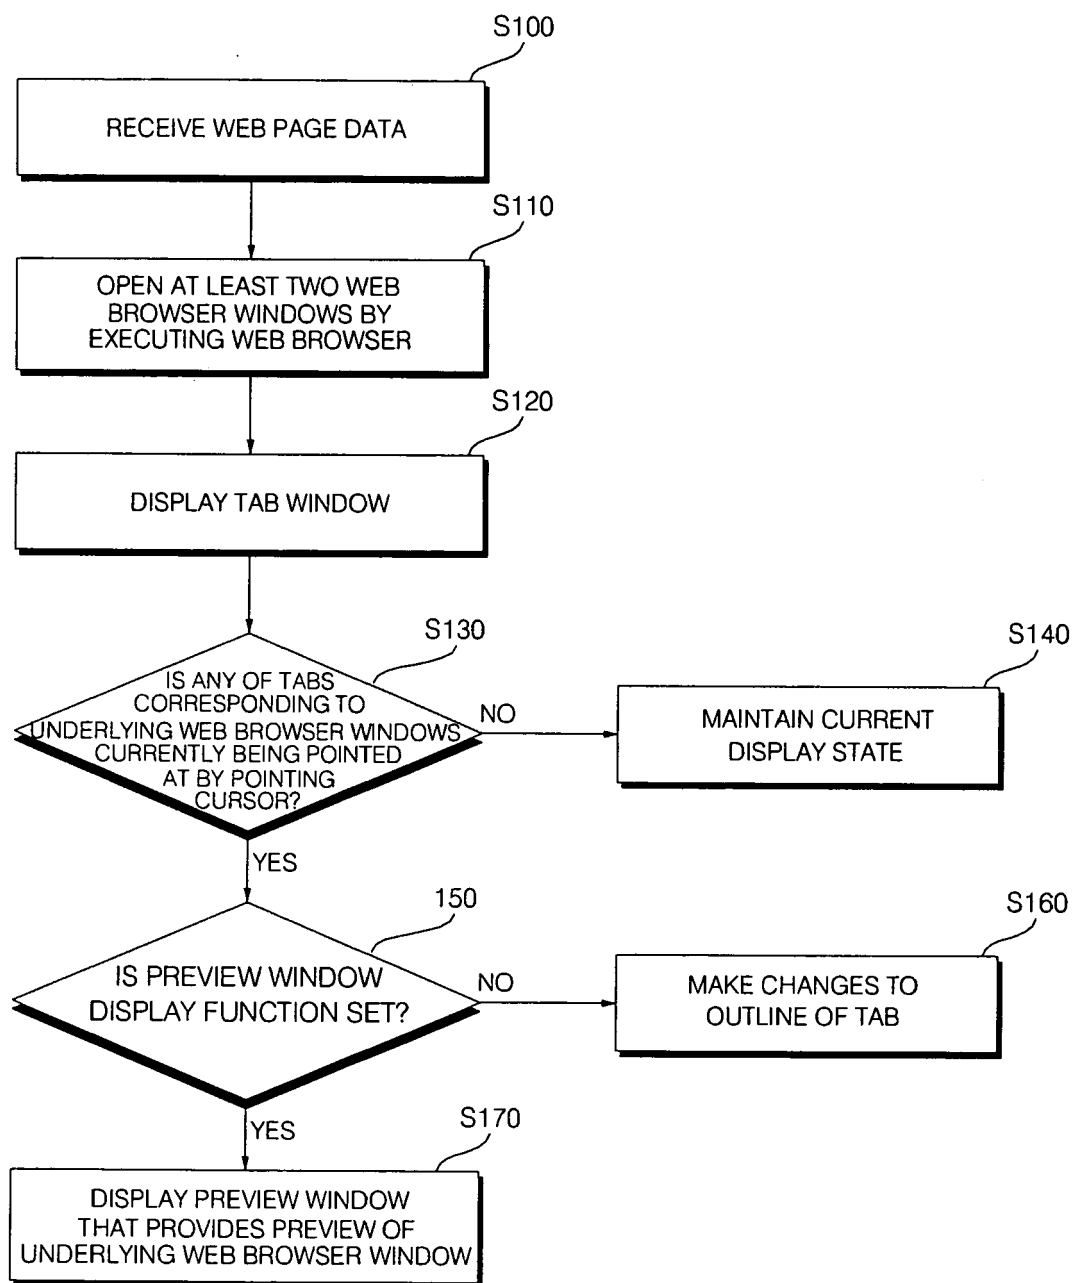 S100
RECEIVE WEB PAGE DATA
S110
OPEN AT LEAST TWO WEB
BROWSER WINDOWS BY
EXECUTING WEB BROWSER
S120
DISPLAY TAB WINDOW
S130
IS ANY OF TABS
CORRESPONDING TO
UNDERLYING WEB BROWSER WINDOWS
CURRENTLY BEING POINTED
AT BY POINTING
CURSOR?
NO
S140
MAINTAIN CURRENT
DISPLAY STATE
YES
150
IS PREVIEW WINDOW
DISPLAY FUNCTION SET?
NO
S160
MAKE CHANGES TO
OUTLINE OF TAB
YES
S170
DISPLAY PREVIEW WINDOW
THAT PROVIDES PREVIEW OF
UNDERLYING WEB BROWSER WINDOW